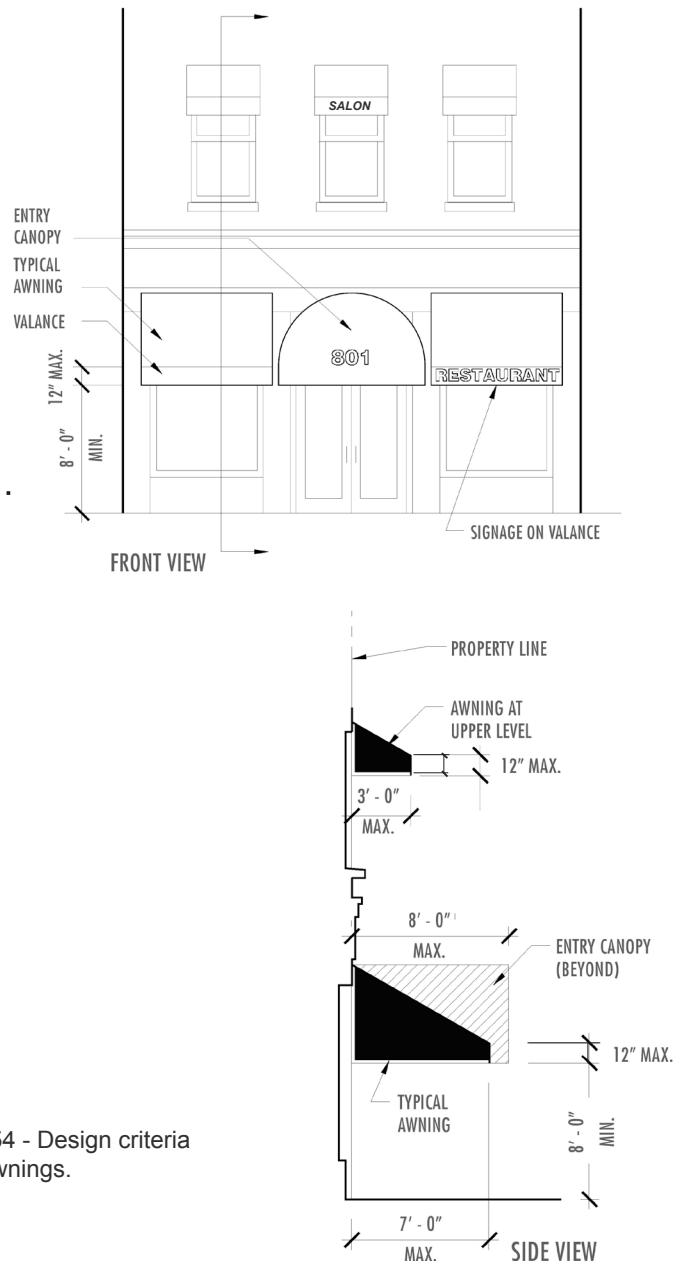 SALON
ENTRY
CANOPY
TYPICAL
AWNING
VALANCE
801
RESTAURANT
12" MAX.
8' - 0"
MIN.
.
SIGNAGE ON VALANCE
FRONT VIEW
PROPERTY LINE
AWNING AT
UPPER LEVEL
12" MAX.
3' - 0"
MAX.
8' - 0"
MAX.
ENTRY CANOPY
(BEYOND)
12" MAX.
TYPICAL
AWNING
8' - 0"
MIN.
4 - Design criteria
wnings.
7' - 0"
MAX.
SIDE VIEW